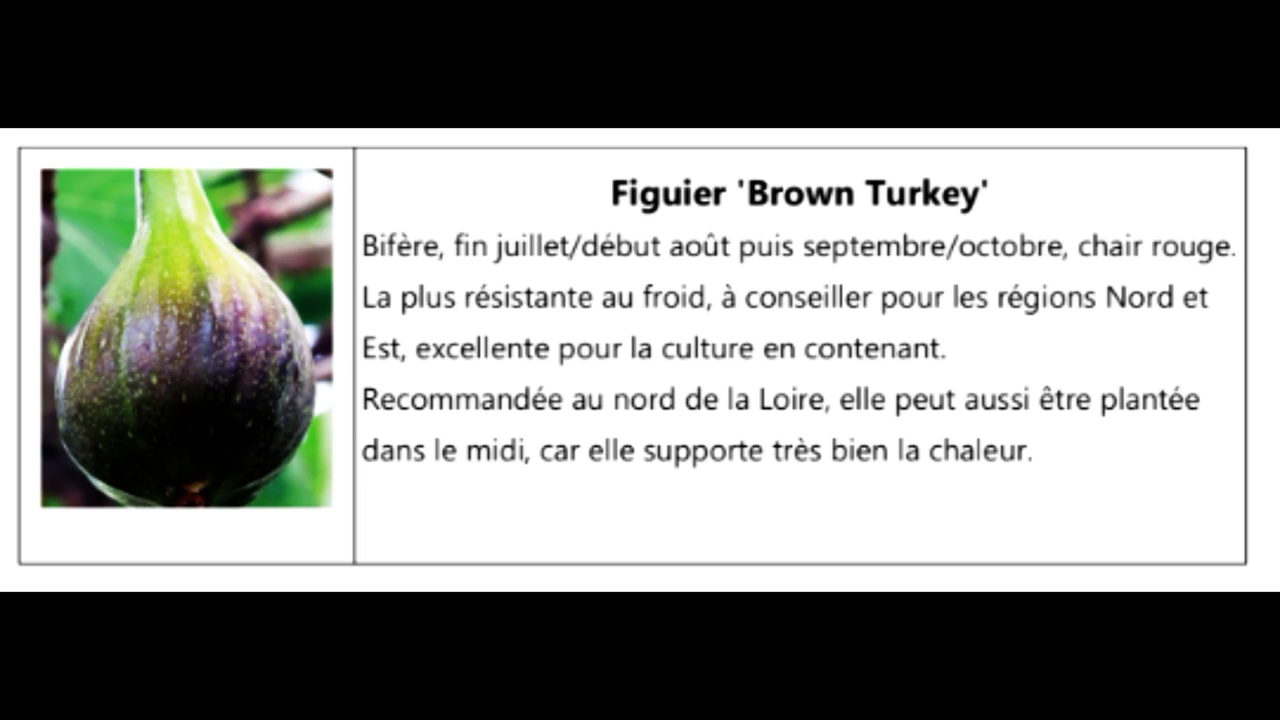 Figuier 'Brown Turkey'
Bifère, fin juillet/début août puis septembre/octobre, chair rouge.
La plus résistante au froid, à conseiller pour les régions Nord et
Est, excellente pour la culture en contenant.
Recommandée au nord de la Loire, elle peut aussi être plantée
dans le midi, car elle supporte très bien la chaleur.